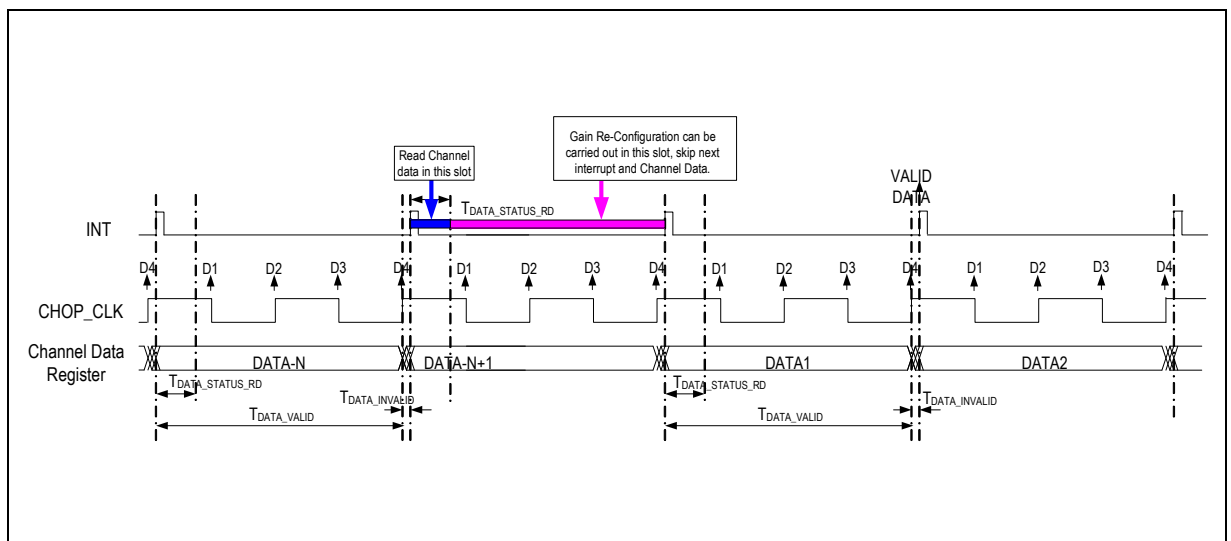 Read Channel
data in this slot
Gain Re-Configuration can be
carried out in this slot, skip next
interrupt and Channel Data.
VALID
DATA
TDATA_STATUS_RD
INT
D4 D1 D2 D3 D4 D1 D2 D3 D4 D1 D2 D3 D4 D1 D2 D3 D4
CHOP_CLK
Channel Data
Register
DATA-N DATA-N+1 DATA1 DATA2
TDATA_STATUS_RD TDATA_INVALID TDATA_STATUS_RD TDATA_INVALID
TDATA_VALID TDATA_VALID